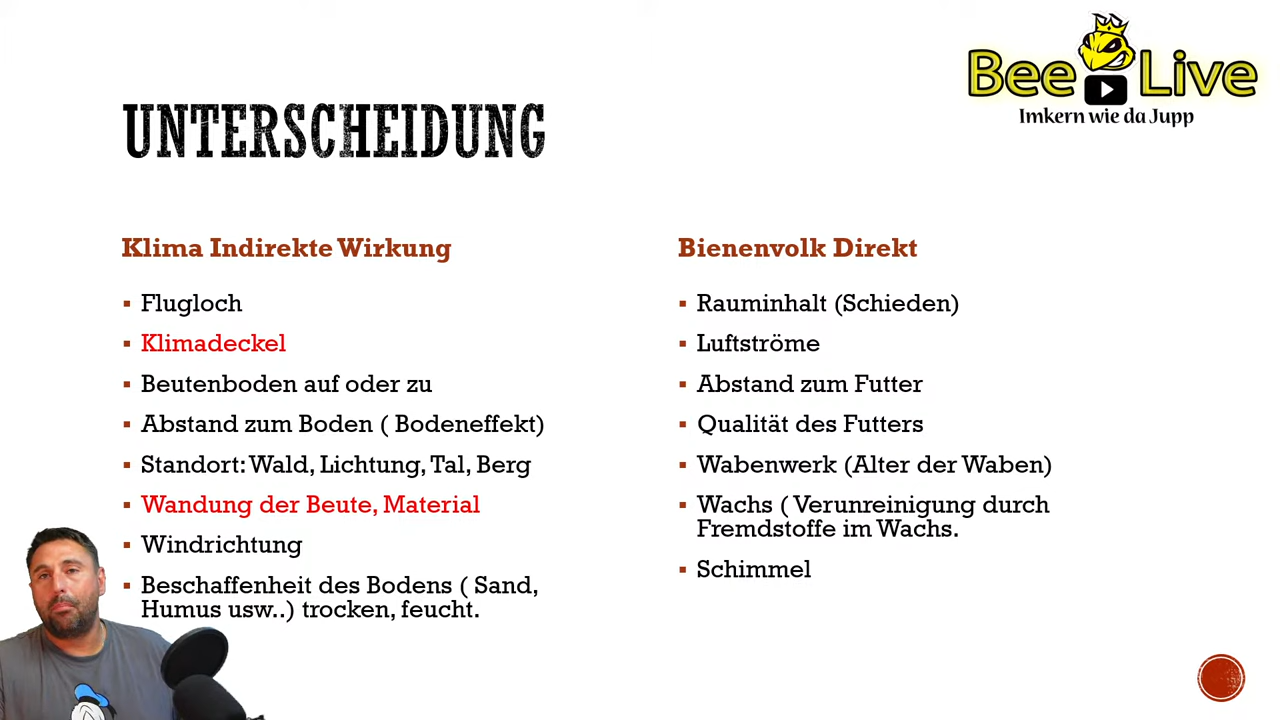 Bee Live
Imkern wie da Jupp
UNTERSCHEIDUNG
Klima Indirekte Wirkung
▪ Flugloch
▪ Klimadeckel
▪ Beutenboden auf oder zu
▪ Abstand zum Boden ( Bodeneffekt)
▪ Standort: Wald, Lichtung, Tal, Berg
▪ Wandung der Beute, Material
▪ Windrichtung
▪ Beschaffenheit des Bodens ( Sand,
Humus usw..) trocken, feucht.
Bienenvolk Direkt
▪ Rauminhalt (Schieden)
▪ Luftströme
▪ Abstand zum Futter
▪ Qualität des Futters
▪ Wabenwerk (Alter der Waben)
▪ Wachs ( Verunreinigung durch
Fremdstoffe im Wachs.
▪ Schimmel